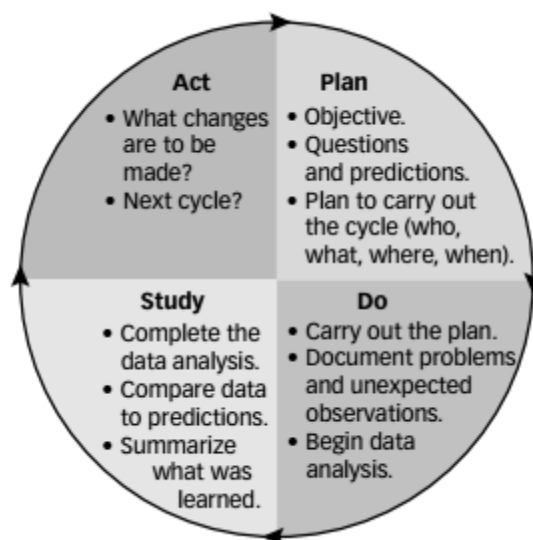 Act
• What changes
are to be
made?
• Next cycle?
Plan
• Objective.
• Questions
and predictions.
• Plan to carry out
the cycle (who,
what, where, when).
Study
• Complete the
data analysis.
• Compare data
to predictions.
• Summarize
what was
learned.
Do
• Carry out the plan.
• Document problems
and unexpected
observations.
• Begin data
analysis.